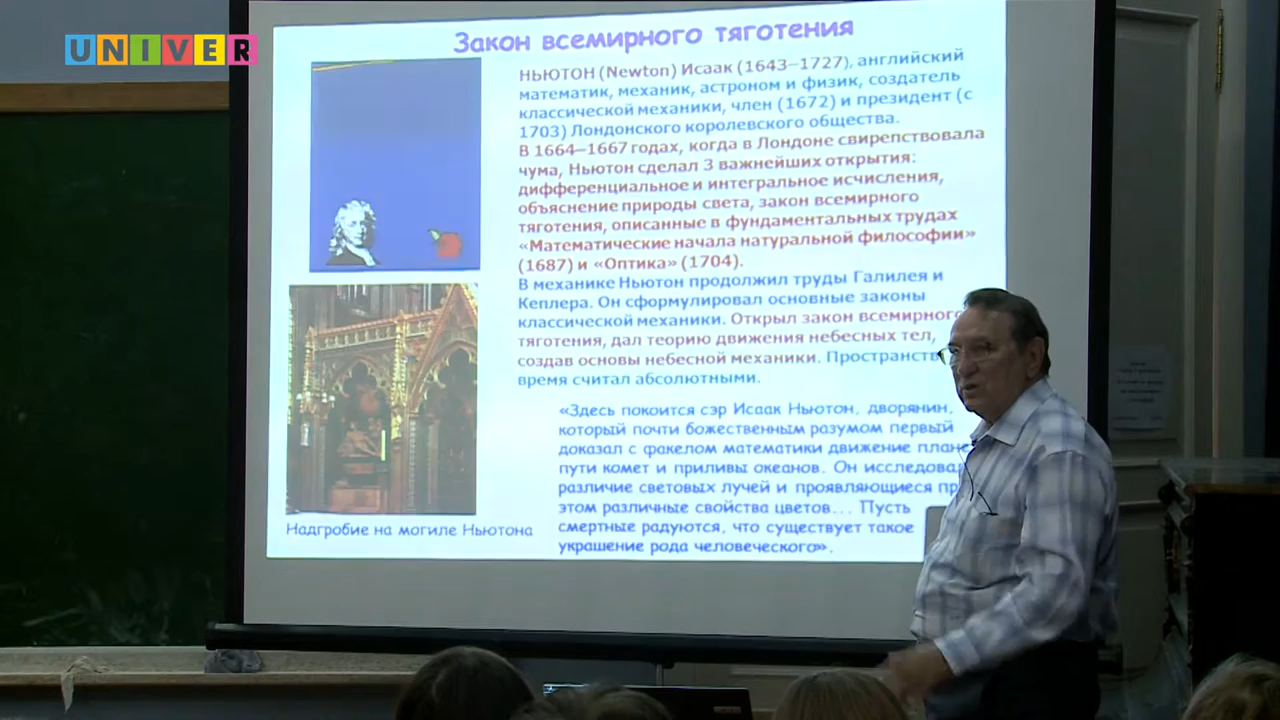 UNIVER
Закон всемирного тяготения
НЬЮТОН (Newton) Исаак (1643–1727), английский
математик, механик, астроном и физик, создатель
классической механики, член (1672) и президент (с
1703) Лондонского королевского общества.
В 1664–1667 годах, когда в Лондоне свирепствовала
чума, Ньютон сделал 3 важнейших открытия:
дифференциальное и интегральное исчисления,
объяснение природы света, закон всемирного
тяготения, описанные в фундаментальных трудах
«Математические начала натуральной философии»
(1687) и «Оптика» (1704).
В механике Ньютон продолжил труды Галилея и
Кеплера. Он сформулировал основные законы
классической механики. Открыл закон всемирного
тяготения, дал теорию движения небесных тел,
создав основы небесной механики. Пространств
время считал абсолютными.
«Здесь покоится сэр Исаак Ньютон, дворянин,
который почти божественным разумом первый
доказал с факелом математики движение плане
пути комет и приливы океанов. Он исследовал
различие световых лучей и проявляющиеся пр
этом различные свойства цветов... Пусть
смертные радуются, что существует такое
украшение рода человеческого».
Надгробие на могиле Ньютона